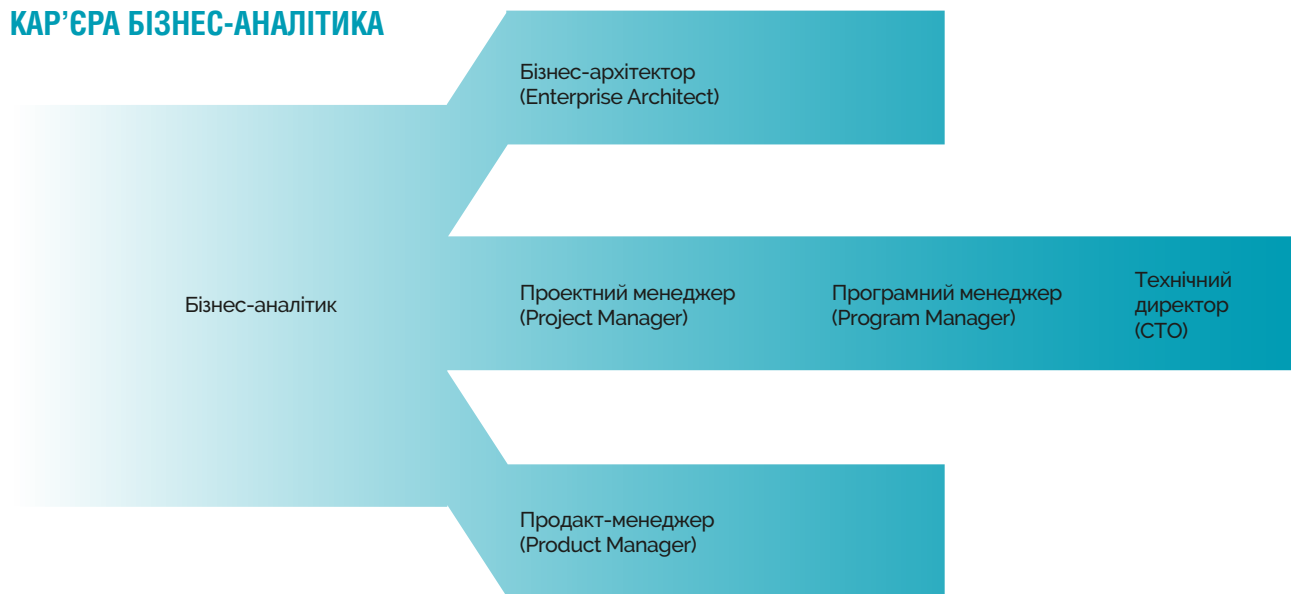 КАР’ЄРА БІЗНЕС-АНАЛІТИКА
Бізнес-архітектор
(Enterprise Architect)
Бізнес-аналітик
Проектний менеджер
(Project Manager)
Програмний менеджер
(Program Manager)
Технічний
директор
(CTO)
Продакт-менеджер
(Product Manager)